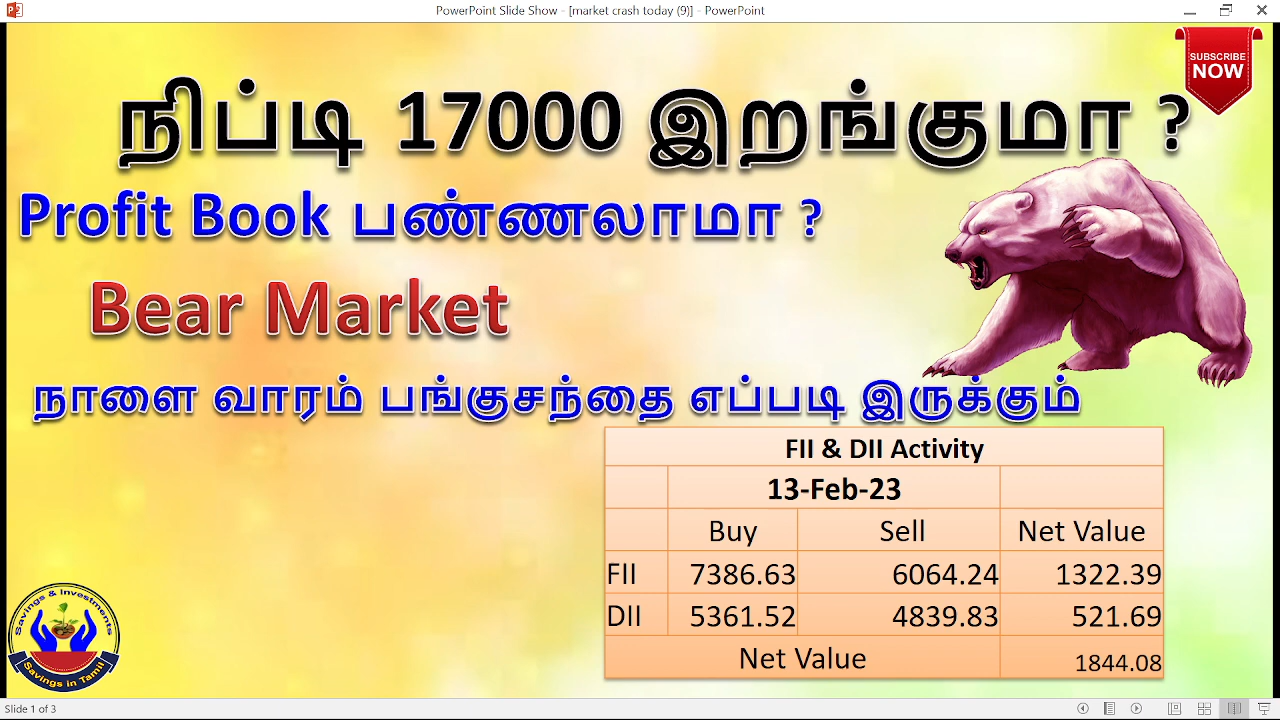 PowerPoint Slide Show - [market crash today (9)] - PowerPoint
SUBSCRIBE
NOW
நிப்டி 17000 இறங்குமா ?
Profit Book பண்ணலாமா ?
Bear Market
நாளை வாரம் பங்குசந்தை எப்படி இருக்கும்
FII & DII Activity
13-Feb-23
Buy Sell Net Value
FII 7386.63 6064.24 1322.39
DII 5361.52 4839.83 521.69
Net Value 1844.08
Savings & Investments
Savings in Tamil
Slide 1 of 3